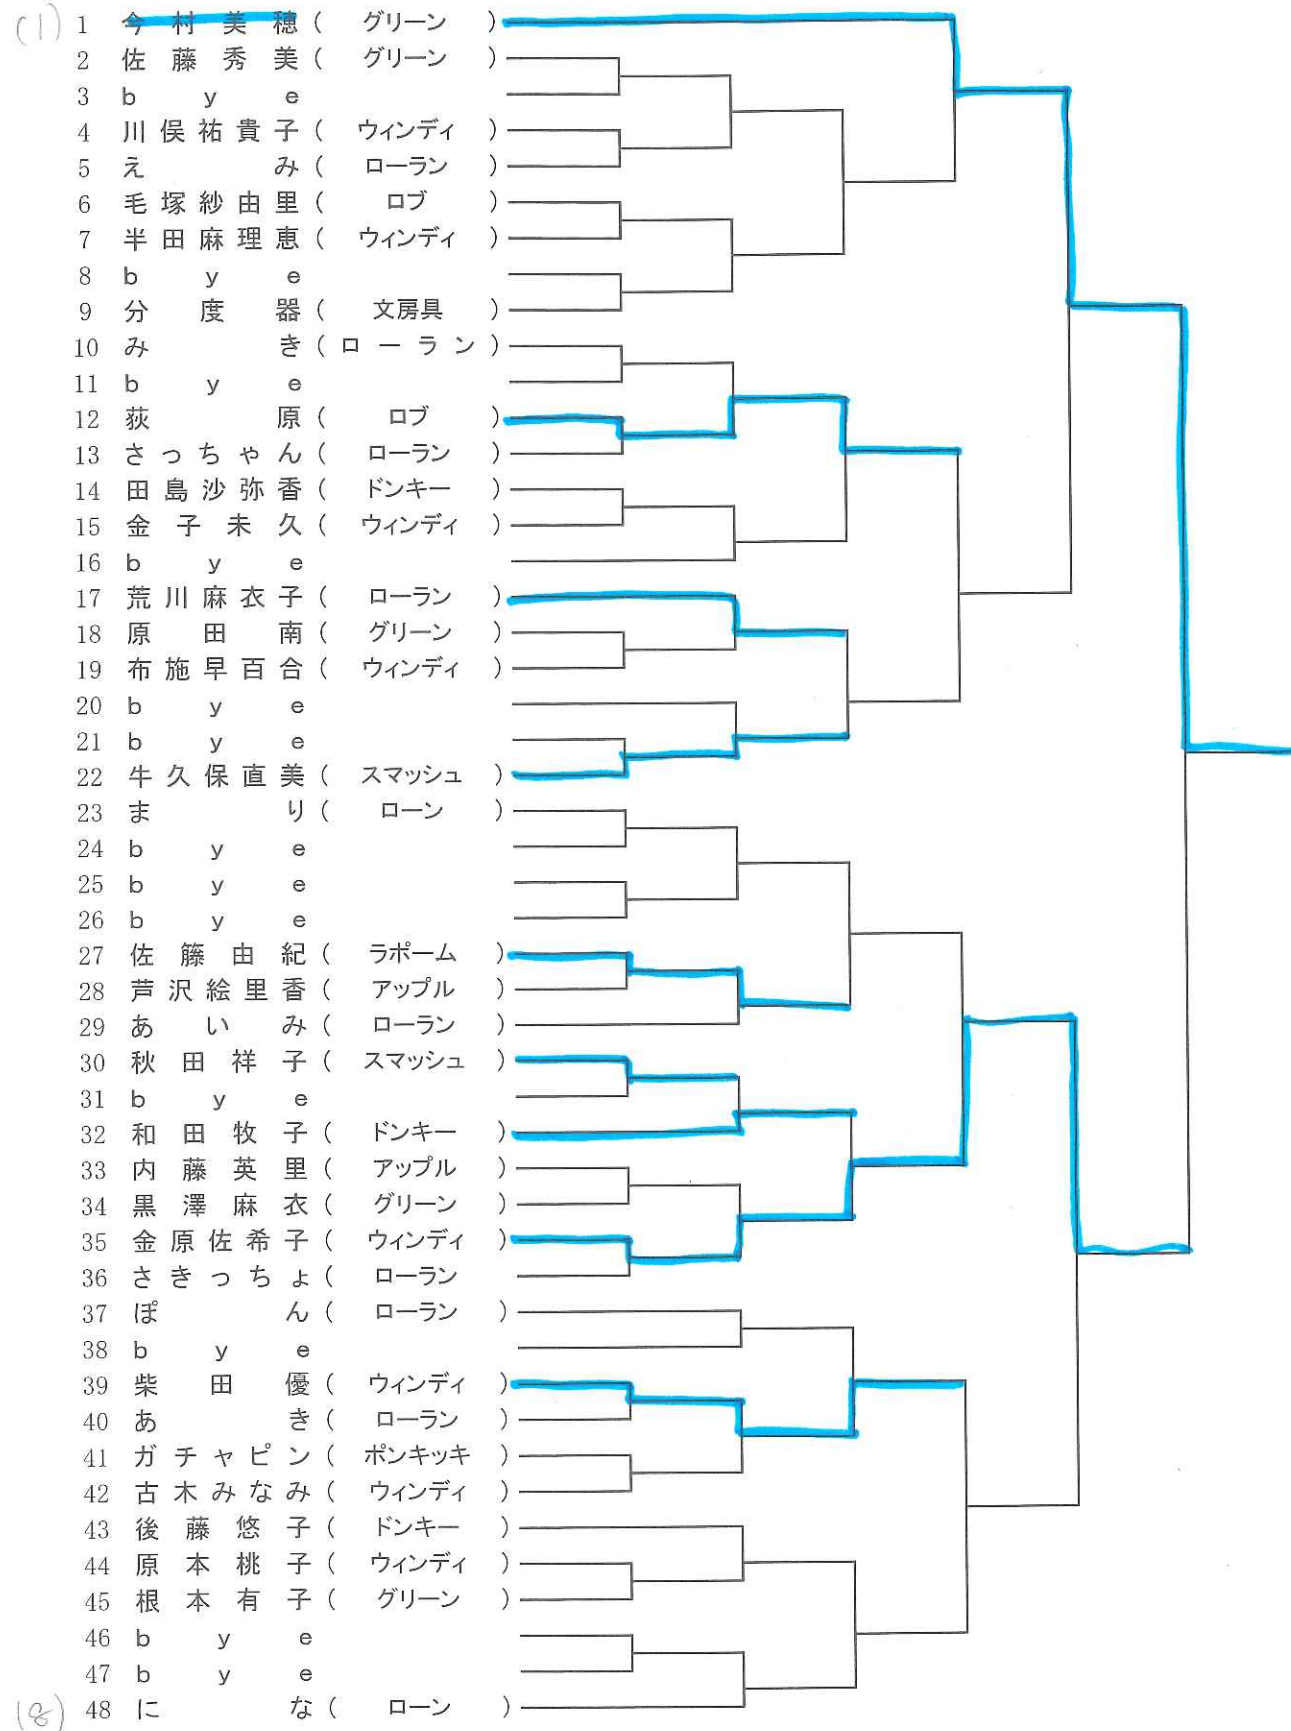 (1) 1 今村美穂(グリーン)
2 佐藤秀美(グリーン)
3 bye
4 川俣祐貴子(ウィンディ)
5 えみ(ローラン)
6 毛塚紗由里(ロブ)
7 半田麻理恵(ウィンディ)
8 bye
9 分度器(文房具)
10 みき(ローラン)
11 bye
12 荻原(ロブ)
13 さっちゃん(ローラン)
14 田島沙弥香(ドンキー)
15 金子未久(ウィンディ)
16 bye
17 荒川麻衣子(ローラン)
18 原田南(グリーン)
19 布施早百合(ウィンディ)
20 bye
21 bye
22 牛久保直美(スマッシュ)
23 まり(ローン)
24 bye
25 bye
26 bye
27 佐籐由紀(ラポーム)
28 芦沢絵里香(アップル)
29 あいみ(ローラン)
30 秋田祥子(スマッシュ)
31 bye
32 和田牧子(ドンキー)
33 内藤英里(アップル)
34 黒澤麻衣(グリーン)
35 金原佐希子(ウィンディ)
36 さきっちょ(ローラン)
37 ぽん(ローラン)
38 bye
39 柴田優(ウィンディ)
40 あき(ローラン)
41 ガチャピン(ポンキッキ)
42 古木みなみ(ウィンディ)
43 後藤悠子(ドンキー)
44 原本桃子(ウィンディ)
45 根本有子(グリーン)
46 bye
47 bye
(8) 48 にな(ローン)